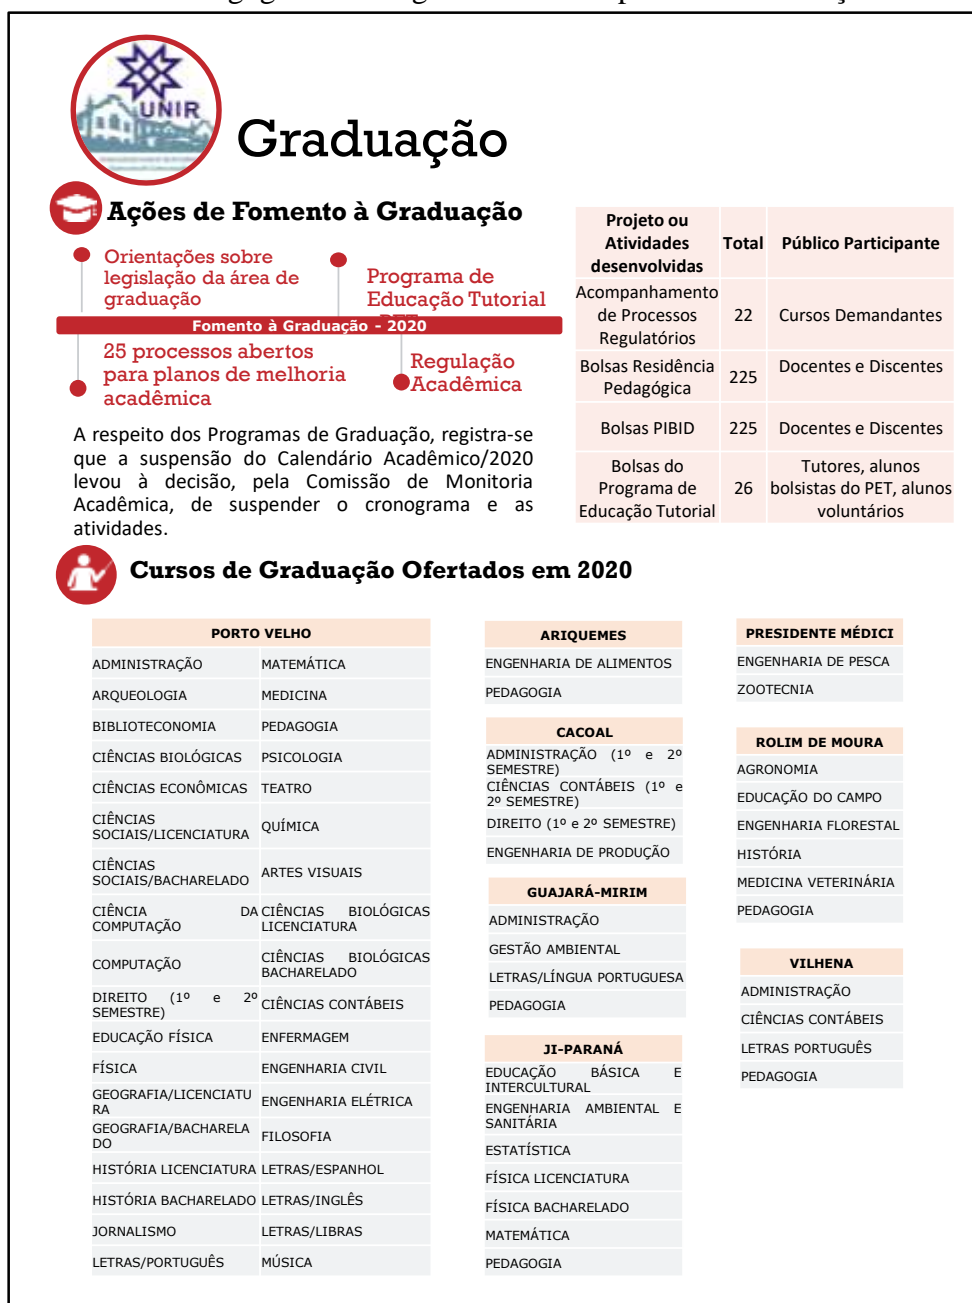 UNIR
Graduação
Ações de Fomento à Graduação
Orientações sobre
legislação da área de
graduação
Programa de
Educação Tutorial
Fomento à Graduação - 2020
25 processos abertos
para planos de melhoria
acadêmica
Regulação
Acadêmica
A respeito dos Programas de Graduação, registra-se
que a suspensão do Calendário Acadêmico/2020
levou à decisão, pela Comissão de Monitoria
Acadêmica, de suspender o cronograma e as
atividades.
Projeto ou
Atividades
desenvolvidas
Total
Público Participante
Acompanhamento
de Processos
Regulatórios
22
Cursos Demandantes
Bolsas Residência
Pedagógica
225
Docentes e Discentes
Bolsas PIBID
225
Docentes e Discentes
Bolsas do
Programa de
Educação Tutorial
26
Tutores, alunos
bolsistas do PET, alunos
voluntários
Cursos de Graduação Ofertados em 2020
PORTO VELHO
ADMINISTRAÇÃO
MATEMÁTICA
ARQUEOLOGIA
MEDICINA
BIBLIOTECONOMIA
PEDAGOGIA
CIÊNCIAS BIOLÓGICAS
PSICOLOGIA
CIÊNCIAS ECONÔMICAS
TEATRO
CIÊNCIAS
SOCIAIS/LICENCIATURA
QUÍMICA
CIÊNCIAS
SOCIAIS/BACHARELADO
ARTES VISUAIS
CIÊNCIA DA
COMPUTAÇÃO
CIÊNCIAS BIOLÓGICAS
LICENCIATURA
COMPUTAÇÃO
CIÊNCIAS BIOLÓGICAS
BACHARELADO
DIREITO (1º e 2º
SEMESTRE)
CIÊNCIAS CONTÁBEIS
EDUCAÇÃO FÍSICA
ENFERMAGEM
FÍSICA
ENGENHARIA CIVIL
GEOGRAFIA/LICENCIATU
RA
ENGENHARIA ELÉTRICA
GEOGRAFIA/BACHARELA
DO
FILOSOFIA
HISTÓRIA LICENCIATURA
LETRAS/ESPANHOL
HISTÓRIA BACHARELADO
LETRAS/INGLÊS
JORNALISMO
LETRAS/LIBRAS
LETRAS/PORTUGUÊS
MÚSICA
ARIQUEMES
ENGENHARIA DE ALIMENTOS
PEDAGOGIA
CACOAL
ADMINISTRAÇÃO (1º e 2º
SEMESTRE)
CIÊNCIAS CONTÁBEIS (1º e
2º SEMESTRE)
DIREITO (1º e 2º SEMESTRE)
ENGENHARIA DE PRODUÇÃO
GUAJARÁ-MIRIM
ADMINISTRAÇÃO
GESTÃO AMBIENTAL
LETRAS/LÍNGUA PORTUGUESA
PEDAGOGIA
JI-PARANÁ
EDUCAÇÃO BÁSICA E
INTERCULTURAL
ENGENHARIA AMBIENTAL E
SANITÁRIA
ESTATÍSTICA
FÍSICA LICENCIATURA
FÍSICA BACHARELADO
MATEMÁTICA
PEDAGOGIA
PRESIDENTE MÉDICI
ENGENHARIA DE PESCA
ZOOTECNIA
ROLIM DE MOURA
AGRONOMIA
EDUCAÇÃO DO CAMPO
ENGENHARIA FLORESTAL
HISTÓRIA
MEDICINA VETERINÁRIA
PEDAGOGIA
VILHENA
ADMINISTRAÇÃO
CIÊNCIAS CONTÁBEIS
LETRAS PORTUGUÊS
PEDAGOGIA